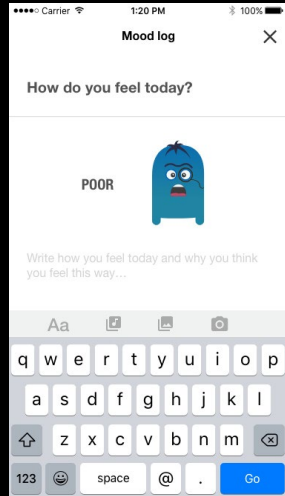 Carrier 1:20 PM 100%
Mood log
How do you feel today?
POOR
Write how you feel today and why you think
you feel this way...
Aa
q w e r t y u i o p
a s d f g h j k l
z x c v b n m
123 space @ . Go